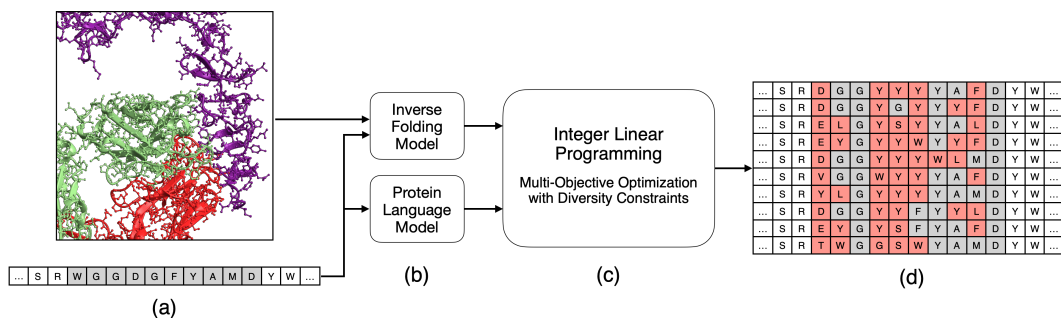 … S R W G G D G F Y A M D Y W …
(a)
Inverse
Folding
Model
Protein
Language
Model
(b)
Integer Linear
Programming
Multi-Objective Optimization
with Diversity Constraints
(c)
… S R D G G Y Y Y Y A F D Y W …
… S R D G G Y G Y Y Y F D Y W …
… S R E L G Y S Y Y A L D Y W …
… S R E Y G Y Y W Y Y F D Y W …
… S R D G G Y Y Y W L M D Y W …
… S R V G G W Y Y Y A F D Y W …
… S R Y L G Y Y Y Y A M D Y W …
… S R D G G Y Y F Y Y L D Y W …
… S R E Y G Y S F Y A F D Y W …
… S R T W G G S W Y A M D Y W …
(d)